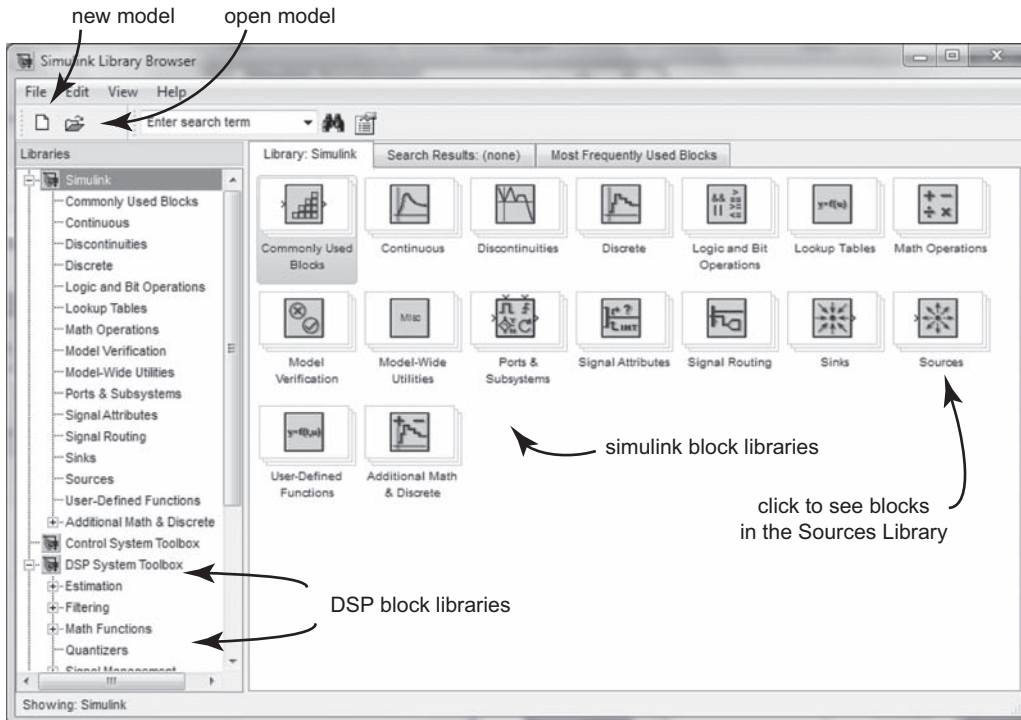 new model open model
Simulink Library Browser
File Edit View Help
Enter search term
Libraries
Library: Simulink Search Results: (none) Most Frequently Used Blocks
Simulink
Commonly Used Blocks
Continuous
Discontinuities
Discrete
Logic and Bit Operations
Lookup Tables
Math Operations
Model Verification
Model-Wide Utilities
Ports & Subsystems
Signal Attributes
Signal Routing
Sinks
Sources
User-Defined Functions
Additional Math & Discrete
Control System Toolbox
DSP System Toolbox
Estimation
Filtering
Math Functions
Quantizers
Signal Management
&& > >=
|| == <=
y=f(u)
+ -
÷ ×
Commonly Used Continuous Discontinuities Discrete Logic and Bit Lookup Tables Math Operations
Blocks Operations
Misc
INT
Model Model-Wide Ports & Signal Attributes Signal Routing Sinks Sources
Verification Utilities Subsystems
y=f(t,u)
User-Defined Additional Math
Functions & Discrete
simulink block libraries
click to see blocks
in the Sources Library
DSP block libraries
Showing: Simulink